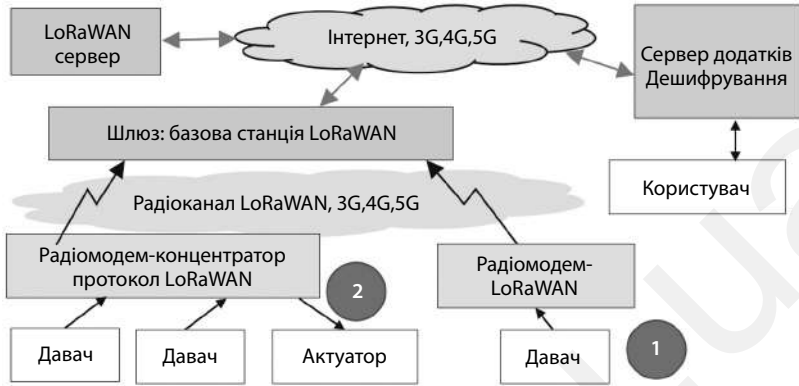 LoRaWAN
сервер
Інтернет, 3G,4G,5G
Сервер додатків
Дешифрування
Шлюз: базова станція LoRaWAN
Користувач
Радіоканал LoRaWAN, 3G,4G,5G
Радіомодем-концентратор
протокол LoRaWAN
Радіомодем-
LoRaWAN
2
1
Давач
Давач
Актуатор
Давач